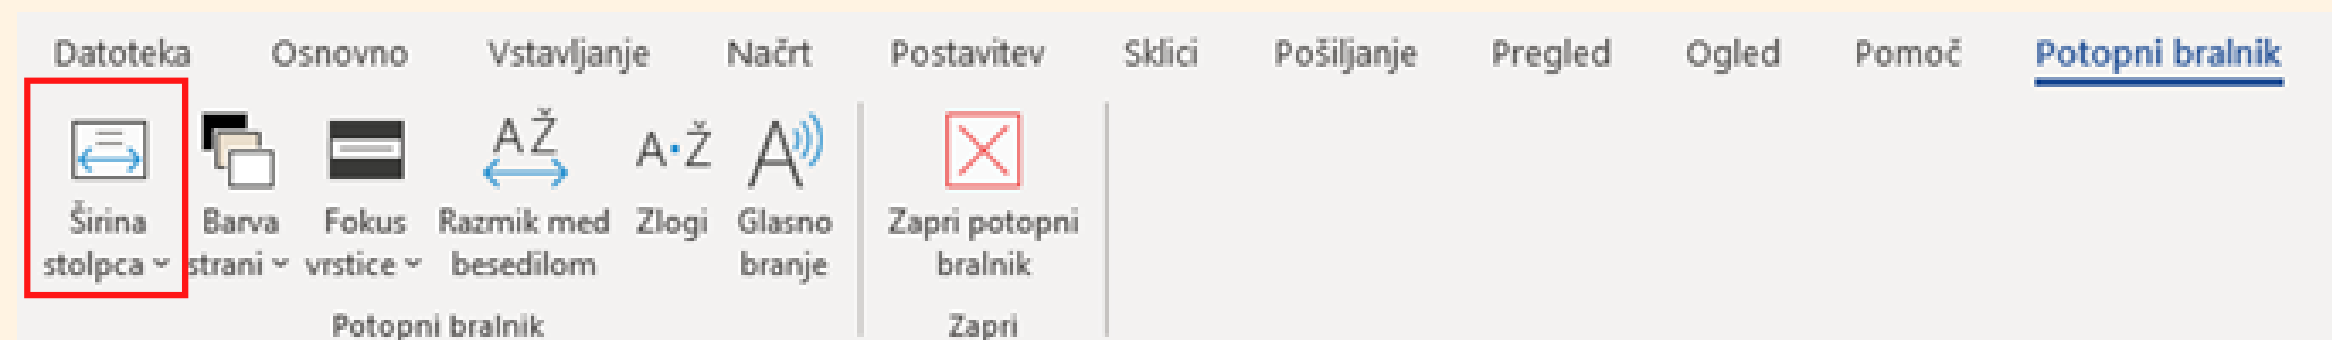 Datoteka Osnovno Vstavljanje Načrt Postavitev Sklici Pošiljanje Pregled Ogled Pomoč Potopni bralnik
AŽ
A·Ž
A
Širina
stolpca
Barva
strani
Fokus
vrstice
Razmik med
besedilom
Zlogi
Glasno
branje
Zapri potopni
bralnik
Potopni bralnik
Zapri